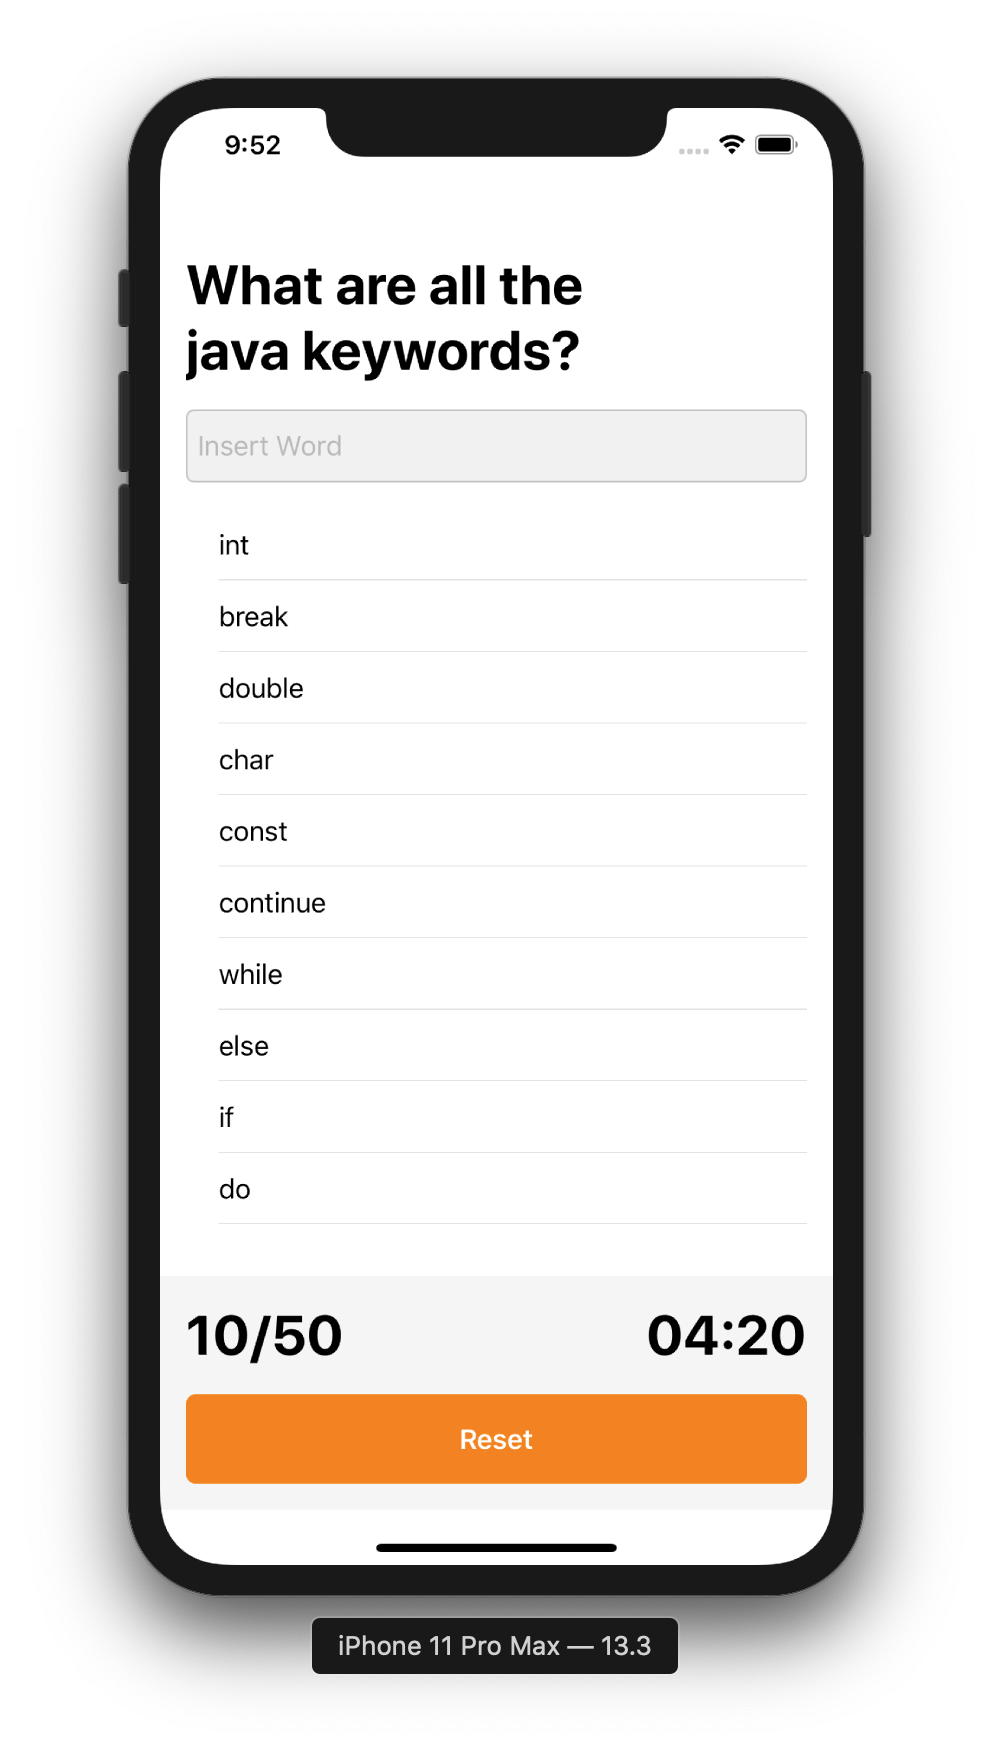 9:52
What are all the
java keywords?
Insert Word
int
break
double
char
const
continue
while
else
if
do
10/50
04:20
Reset
iPhone 11 Pro Max — 13.3